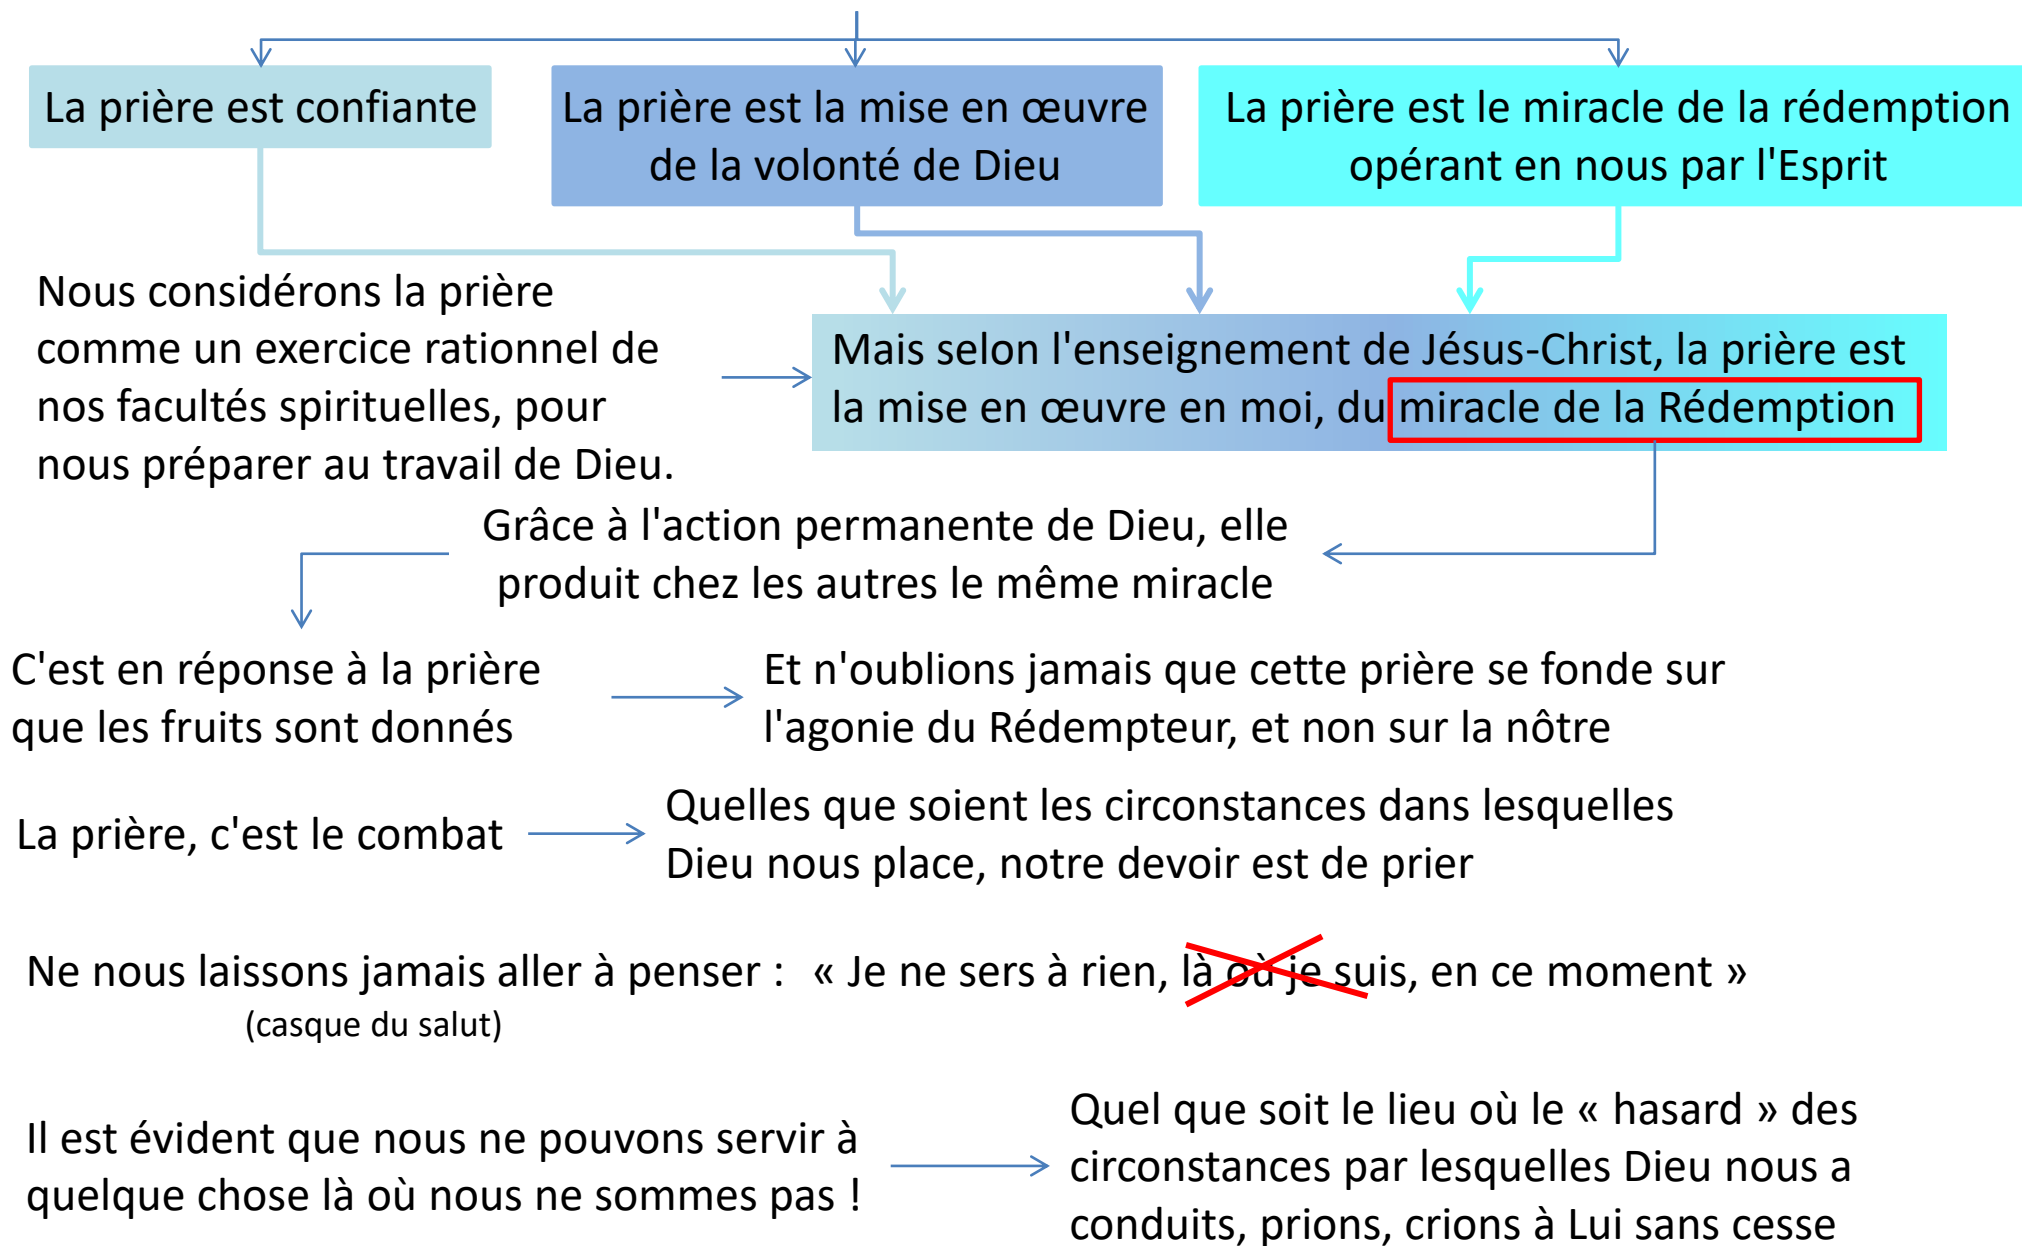 La prière est confiante
La prière est la mise en œuvre
de la volonté de Dieu
La prière est le miracle de la rédemption
opérant en nous par l'Esprit
Nous considérons la prière
comme un exercice rationnel de
nos facultés spirituelles, pour
nous préparer au travail de Dieu.
Mais selon l'enseignement de Jésus-Christ, la prière est
la mise en œuvre en moi, du miracle de la Rédemption
Grâce à l'action permanente de Dieu, elle
produit chez les autres le même miracle
C'est en réponse à la prière
que les fruits sont donnés
Et n'oublions jamais que cette prière se fonde sur
l'agonie du Rédempteur, et non sur la nôtre
La prière, c'est le combat
Quelles que soient les circonstances dans lesquelles
Dieu nous place, notre devoir est de prier
Ne nous laissons jamais aller à penser : « Je ne sers à rien, là où je suis, en ce moment »
(casque du salut)
Il est évident que nous ne pouvons servir à
quelque chose là où nous ne sommes pas !
Quel que soit le lieu où le « hasard » des
circonstances par lesquelles Dieu nous a
conduits, prions, crions à Lui sans cesse